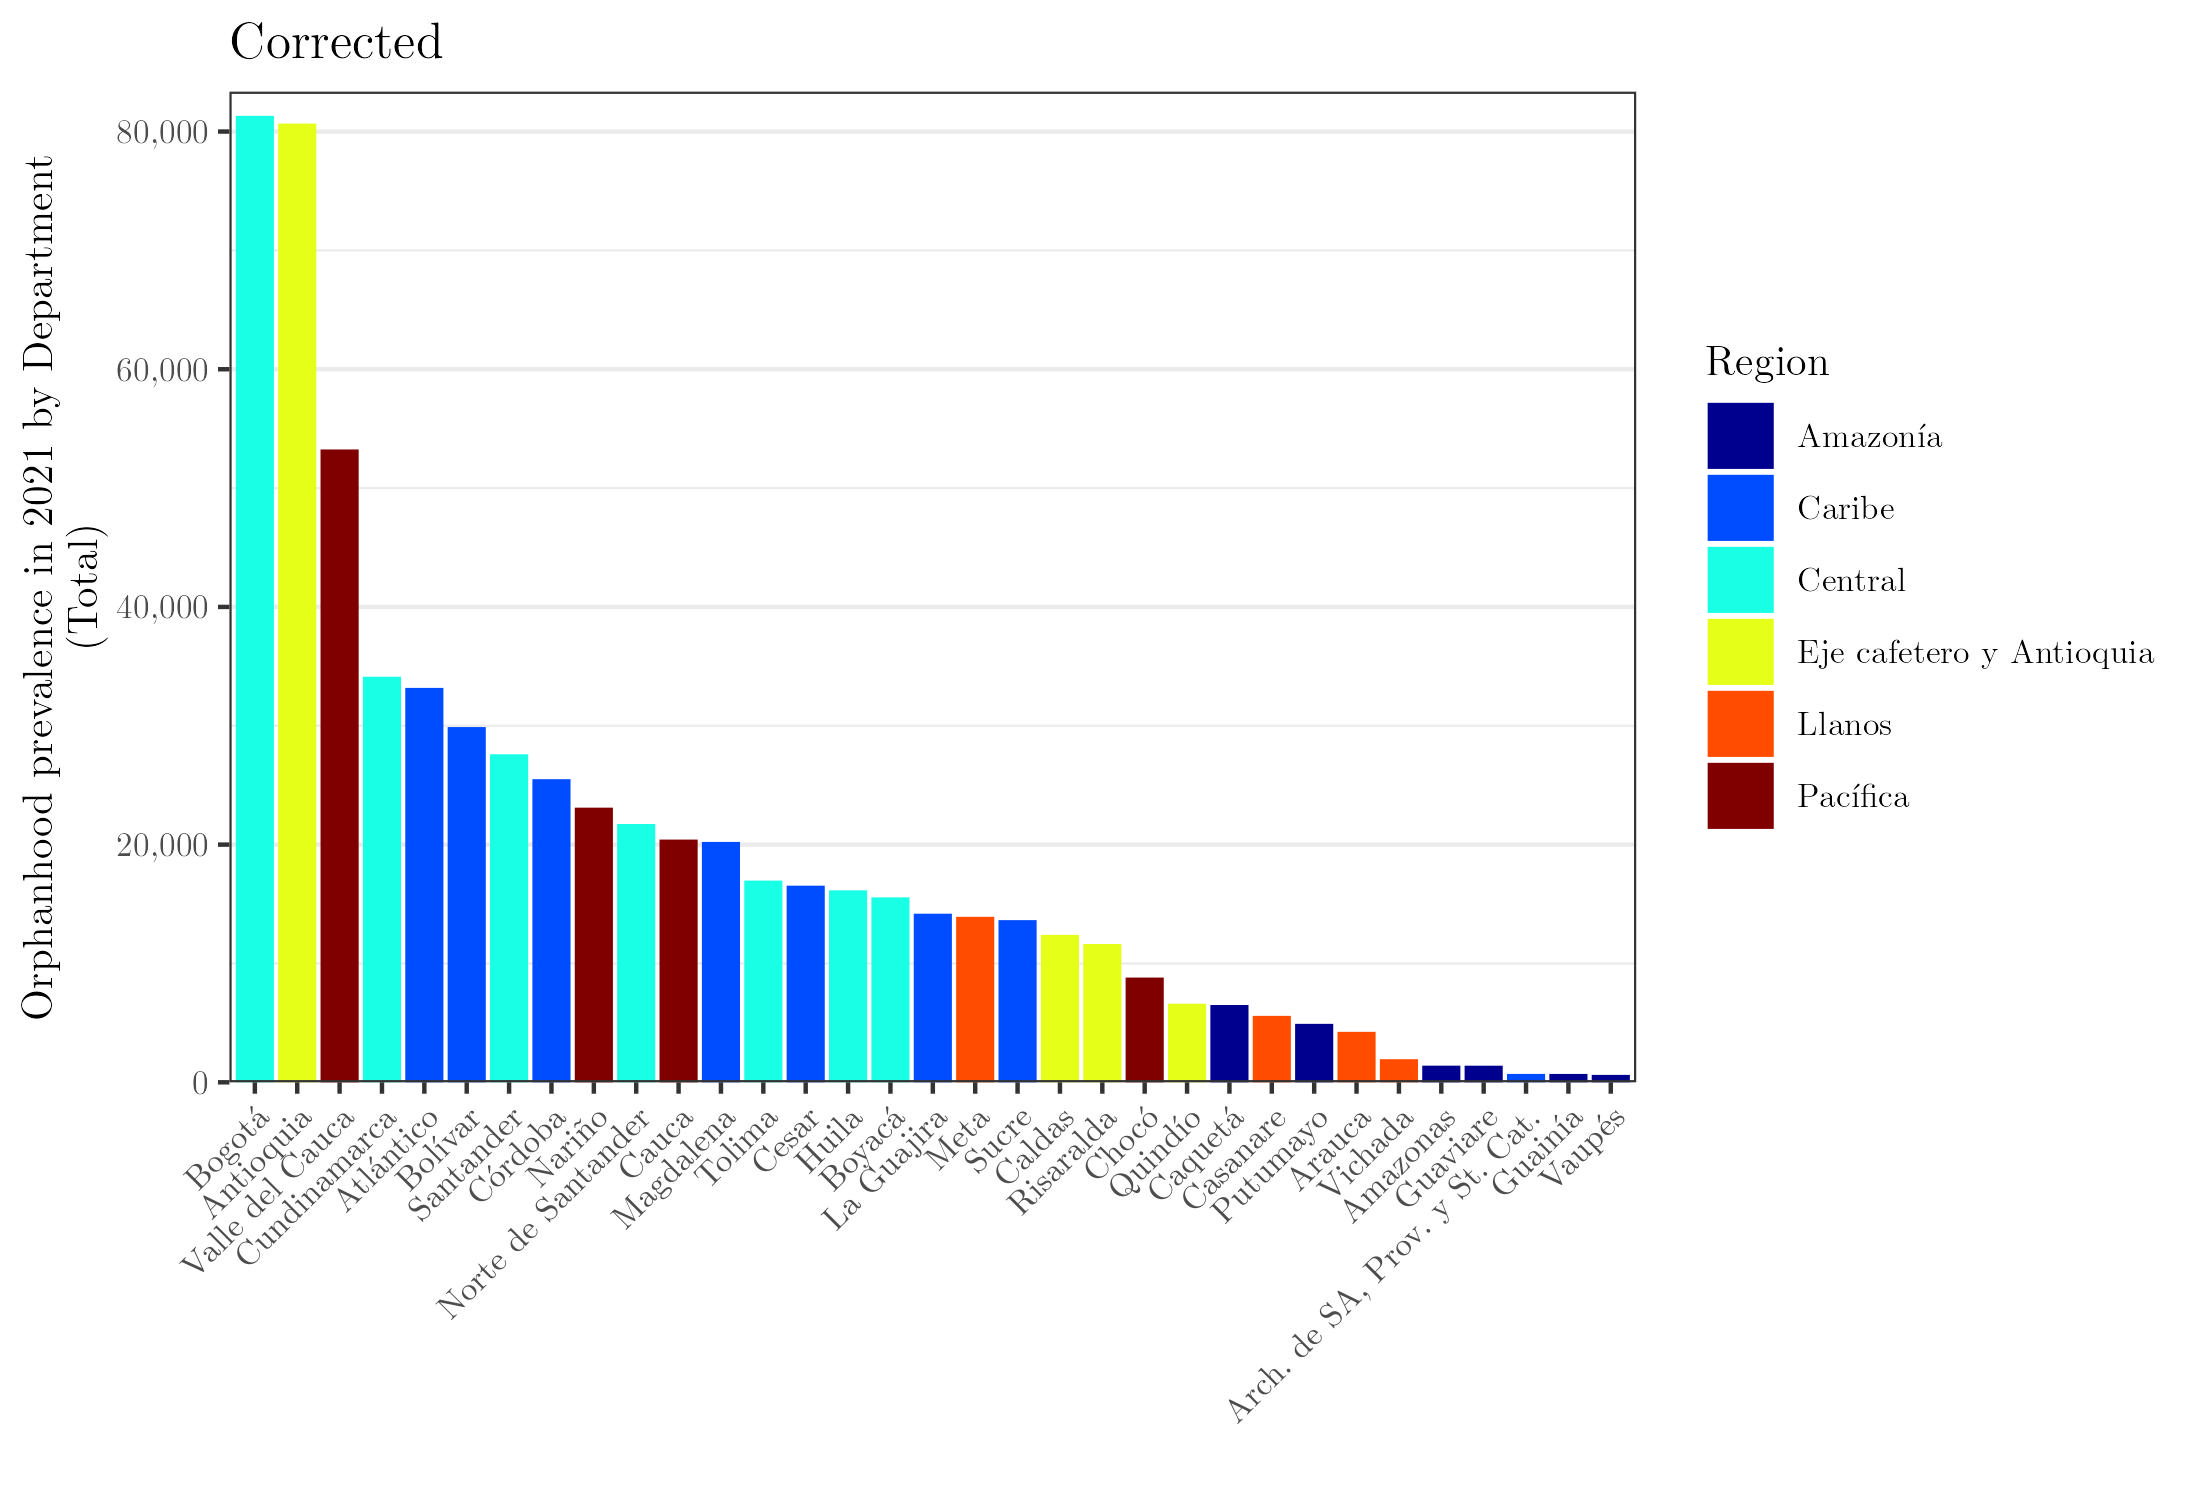 Corrected
Orphanhood prevalence in 2021 by Department
(Total)
80,000
60,000
40,000
20,000
0
Bogotá
Antioquia
Valle del Cauca
Cundinamarca
Atlántico
Bolívar
Santander
Córdoba
Nariño
Norte de Santander
Cauca
Magdalena
Tolima
Cesar
Huila
Boyacá
La Guajira
Meta
Sucre
Caldas
Risaralda
Chocó
Quindío
Caquetá
Casanare
Putumayo
Arauca
Vichada
Amazonas
Guaviare
Arch. de SA, Prov. y St. Cat.
Guainía
Vaupés
Region
Amazonía
Caribe
Central
Eje cafetero y Antioquia
Llanos
Pacífica